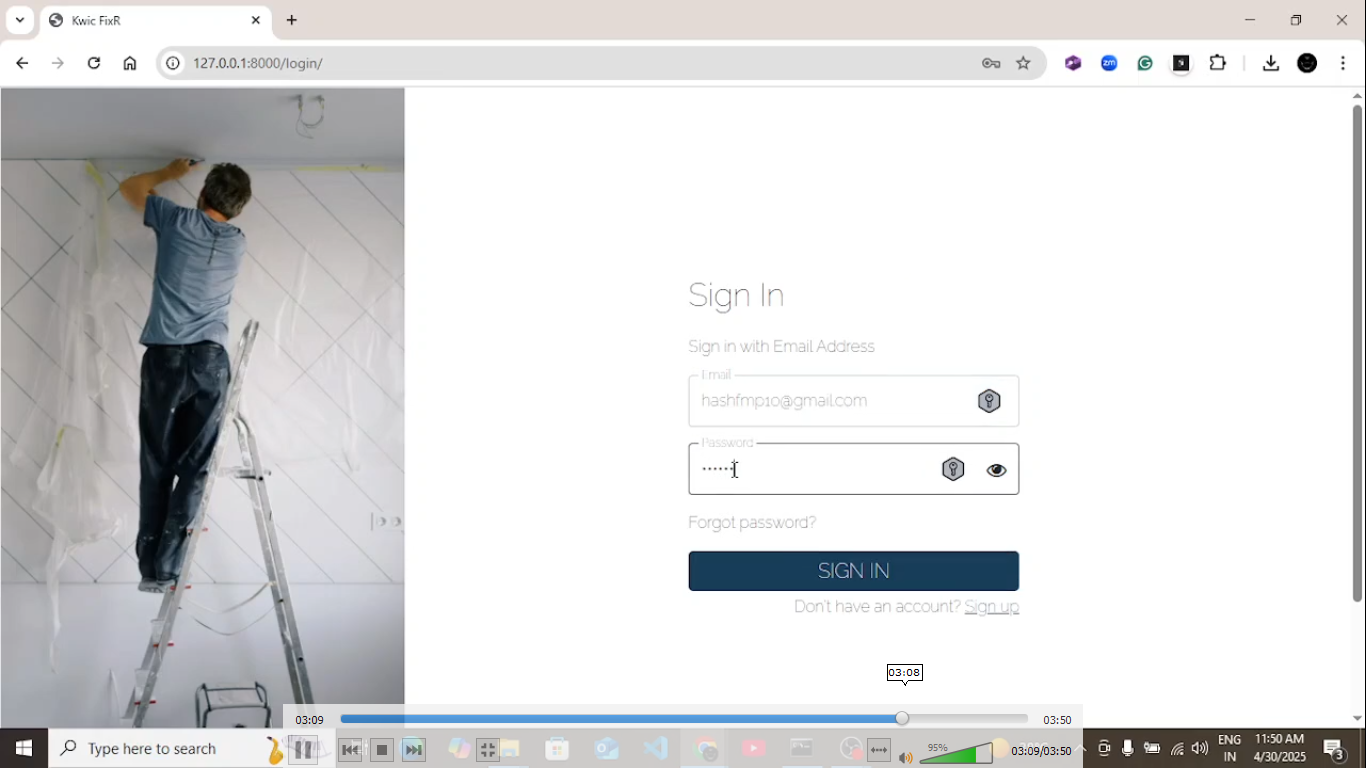 Kwic FixR
127.0.0.1:8000/login/
zm
Sign In
Sign in with Email Address
Email
hashfmp10@gmail.com
Password
Forgot password?
SIGN IN
Don't have an account? Sign up
03:08
03:09
03:50
Type here to search
95%
03:09/03:50
ENG
IN
11:50 AM
4/30/2025
3